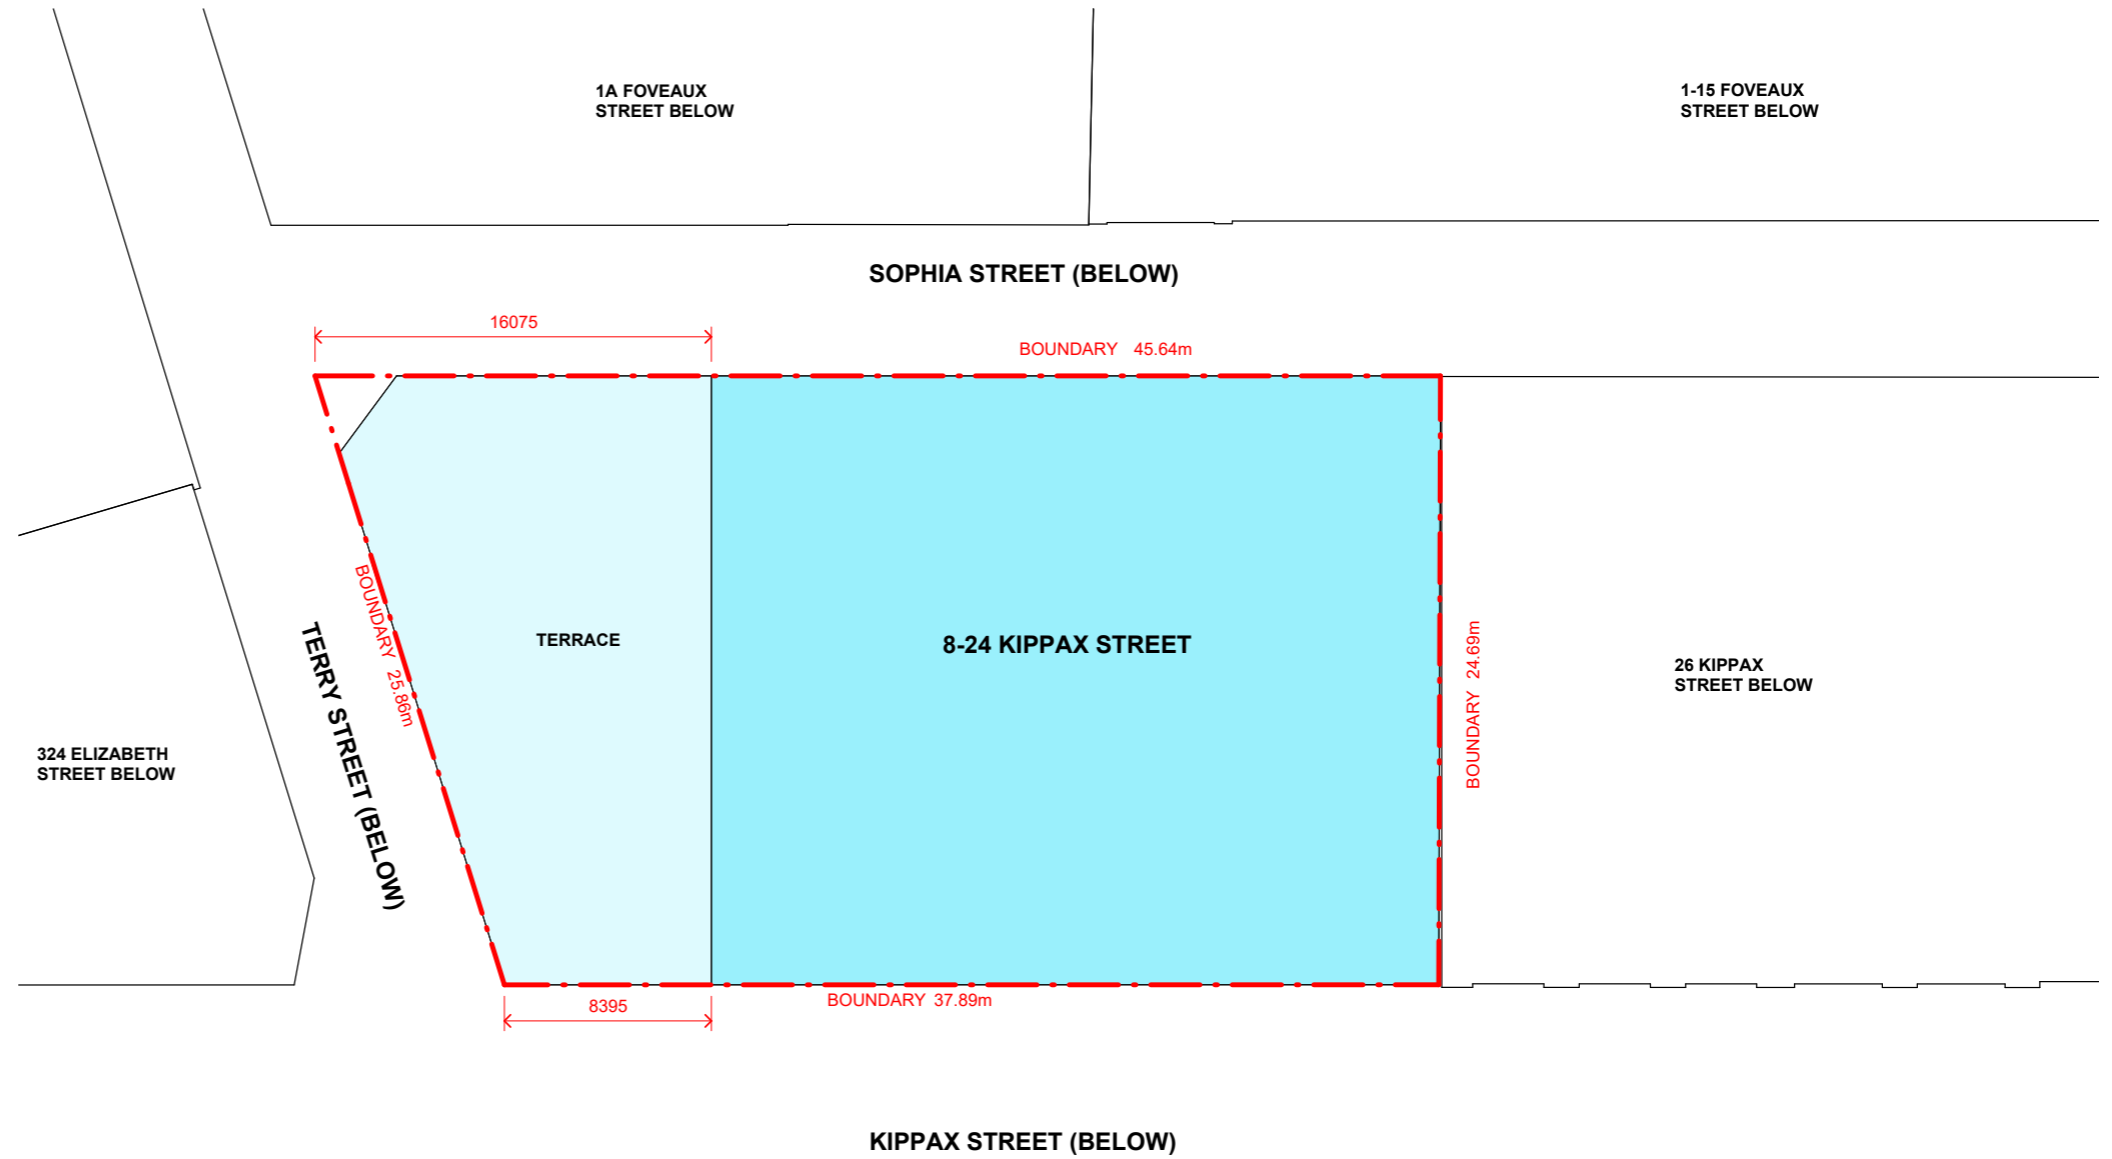 1A FOVEAUX
STREET BELOW
1-15 FOVEAUX
STREET BELOW
SOPHIA STREET (BELOW)
16075
BOUNDARY 45.64m
BOUNDARY 25.86m
TERRACE
8-24 KIPPAX STREET
BOUNDARY 24.69m
26 KIPPAX
STREET BELOW
TERRY STREET (BELOW)
324 ELIZABETH
STREET BELOW
8395
BOUNDARY 37.89m
KIPPAX STREET (BELOW)